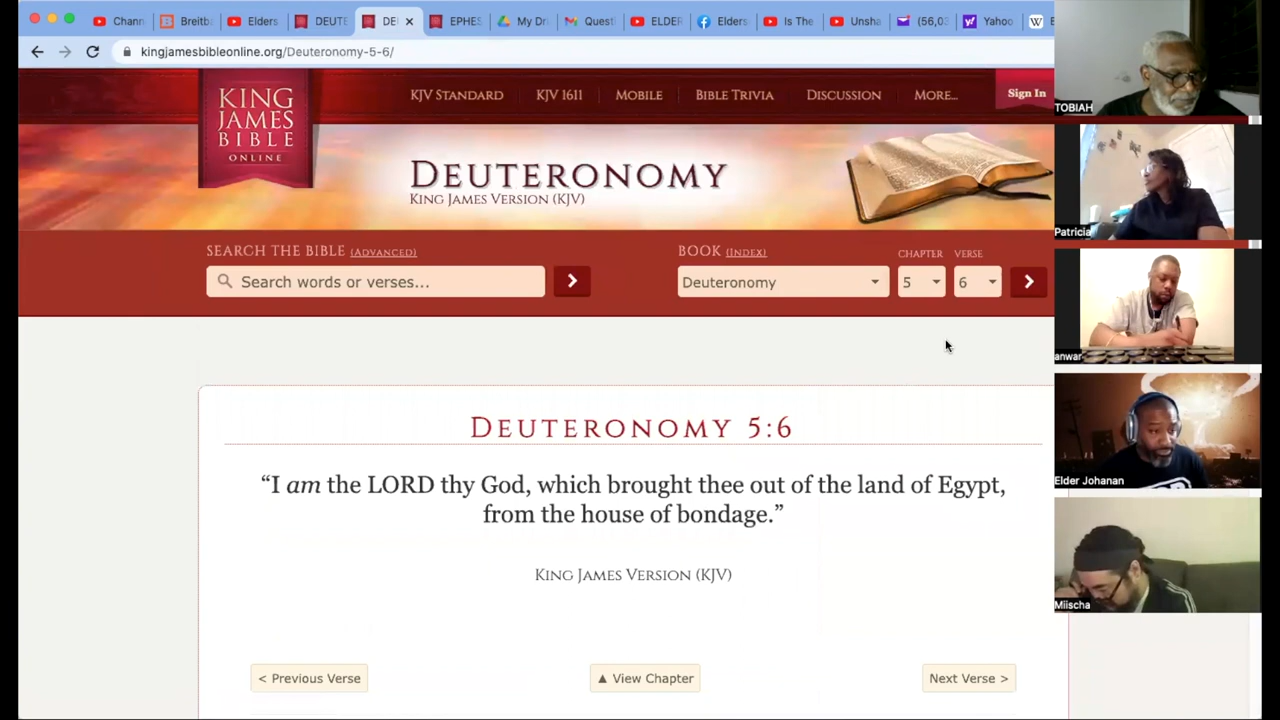 Chann
Breitba
Elders
DEUTE
DE
EPHES
My Dr
Quest
ELDER
Elders
Is The
Unsha
(56,03
Yahoo
kingjamesbibleonline.org/Deuteronomy-5-6/
KING
JAMES
BIBLE
ONLINE
KJV STANDARD
KJV 1611
MOBILE
BIBLE TRIVIA
DISCUSSION
MORE...
Sign In
DEUTERONOMY
KING JAMES VERSION (KJV)
SEARCH THE BIBLE (ADVANCED)
Search words or verses...
BOOK (INDEX)
CHAPTER
VERSE
Deuteronomy
5
6
DEUTERONOMY 5:6
“I am the LORD thy God, which brought thee out of the land of Egypt,
from the house of bondage.”
KING JAMES VERSION (KJV)
< Previous Verse
▲ View Chapter
Next Verse >
TOBIAH
Patricia
anwar
Elder Johanan
Miischa